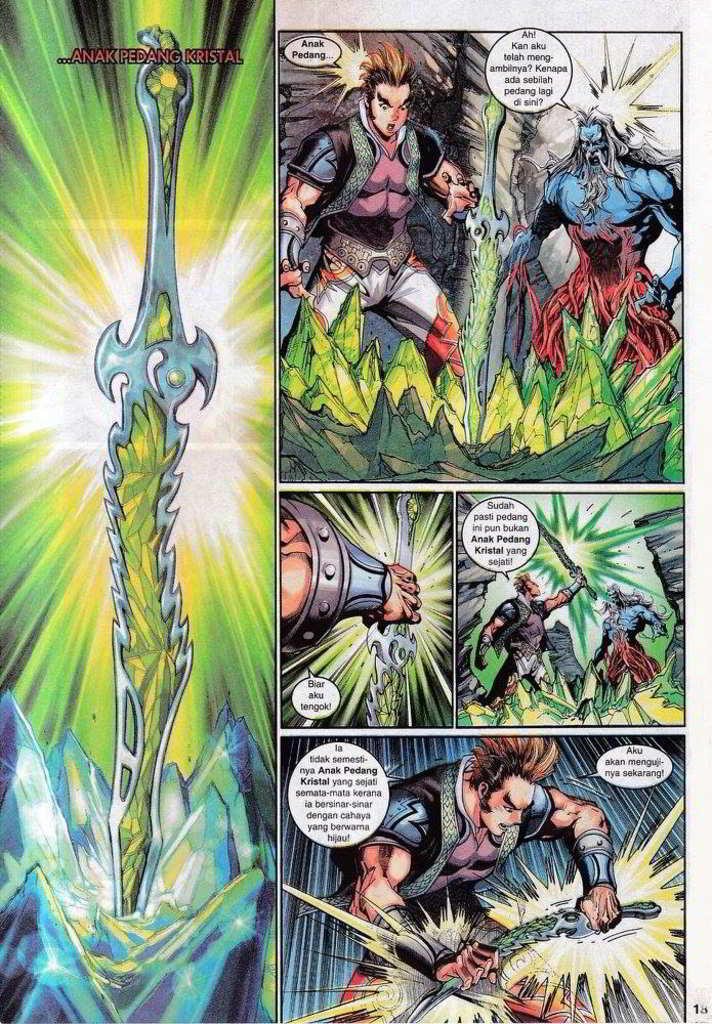 ...ANAK PEDANG KRISTAL
Anak
Pedang...
Ah!
Kan aku
telah meng-
ambilnya? Kenapa
ada sebilah
pedang lagi
di sini?
Biar
aku
tengok!
Sudah
pasti pedang
ini pun bukan
Anak Pedang
Kristal yang
sejati!
Ia
tidak semesti-
nya Anak Pedang
Kristal yang sejati
semata-mata kerana
ia bersinar-sinar
dengan cahaya
yang berwarna
hijau!
Aku
akan menguji-
nya sekarang!